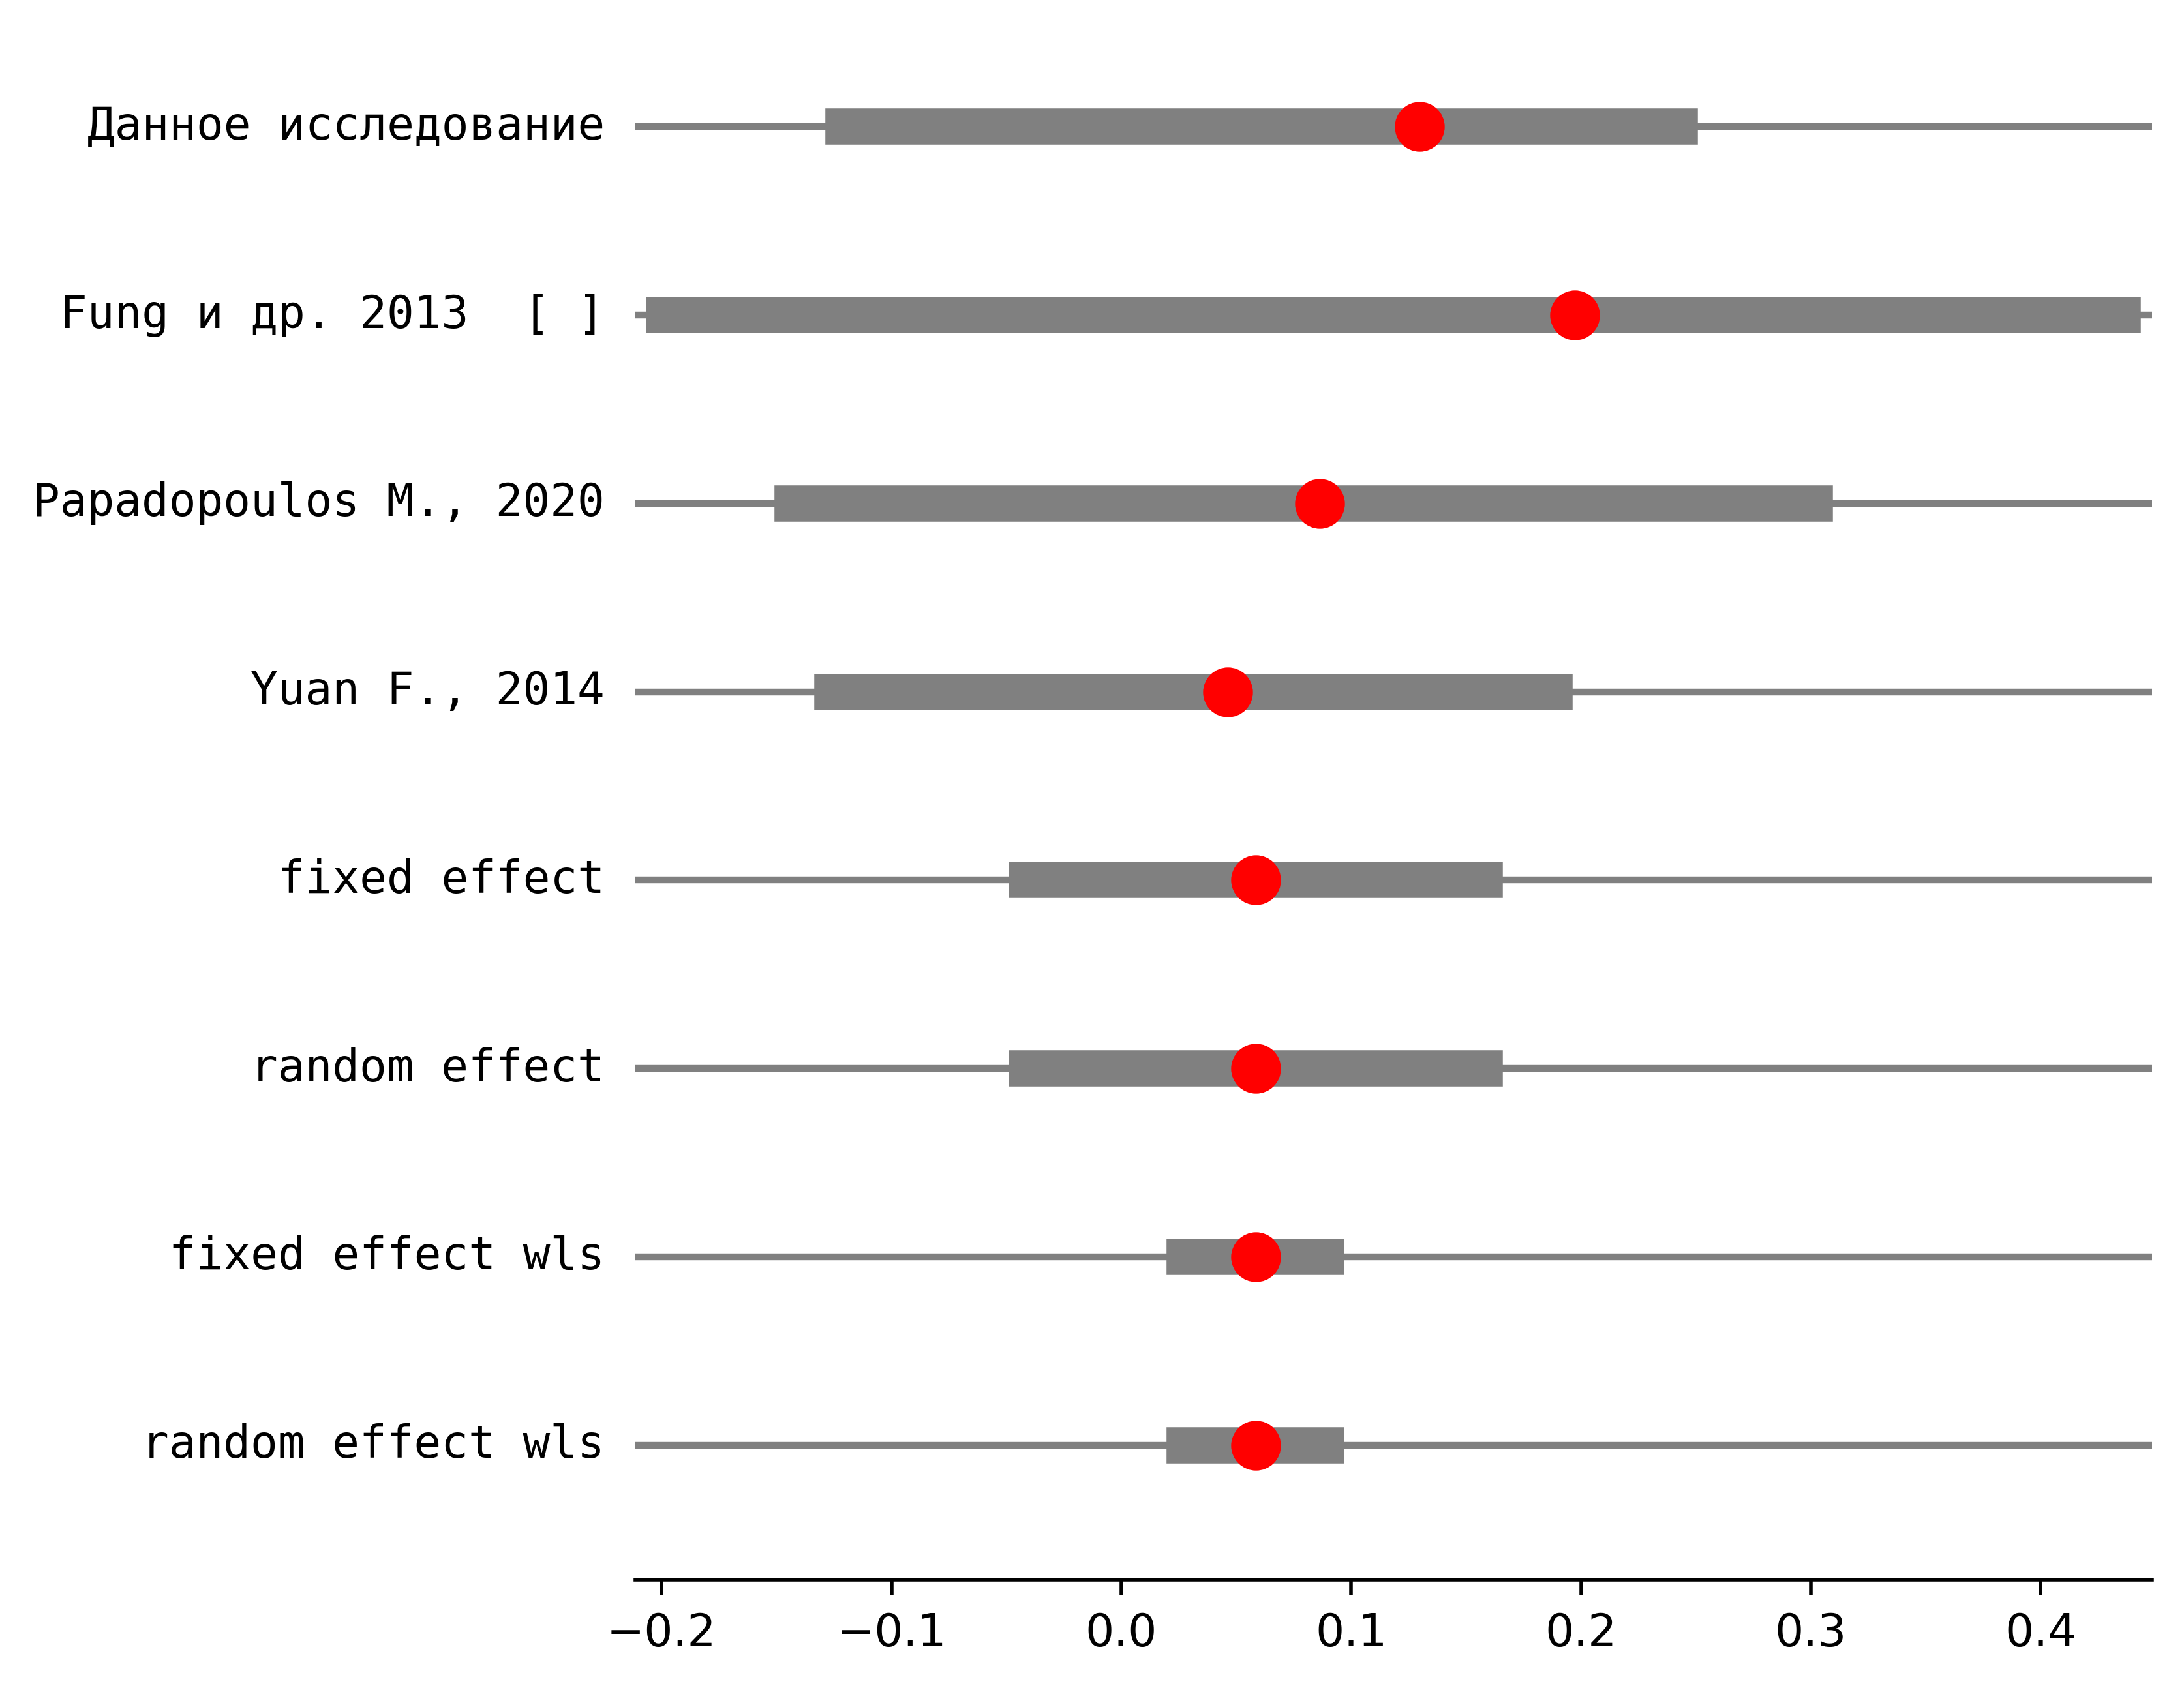 Данное исследование
Fung и др. 2013  [ ]
Papadopoulos M., 2020
Yuan F., 2014
fixed effect
random effect
fixed effect wls
random effect wls
−0.2 −0.1 0.0 0.1 0.2 0.3 0.4